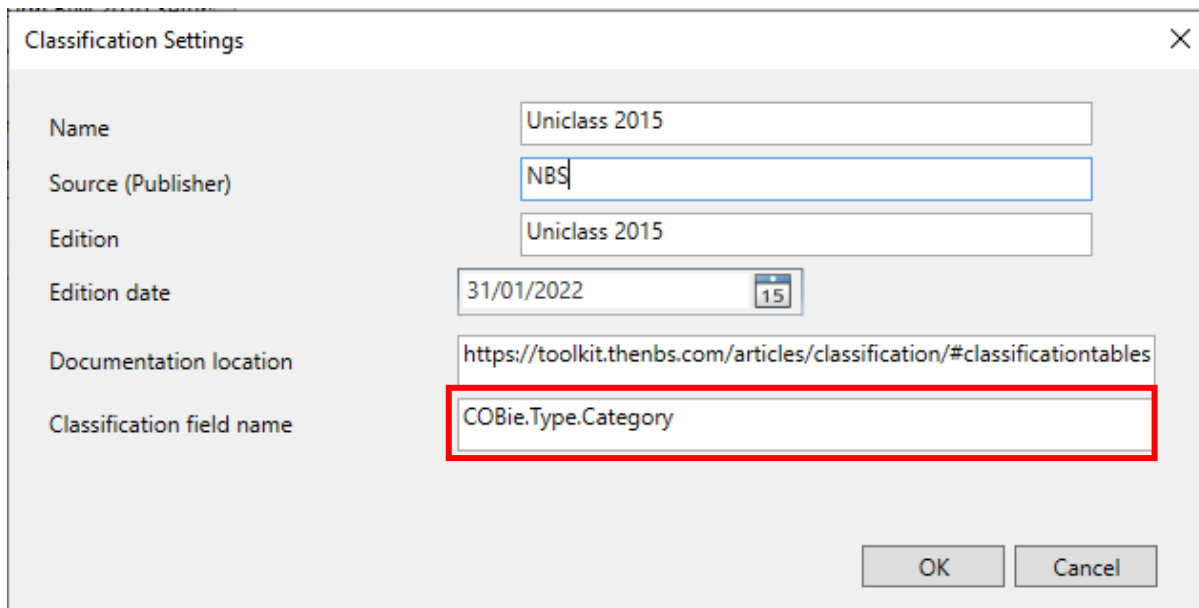 Classification Settings
Name
Uniclass 2015
Source (Publisher)
NBS
Edition
Uniclass 2015
Edition date
31/01/2022
15
Documentation location
https://toolkit.thenbs.com/articles/classification/#classificationtables
Classification field name
COBie.Type.Category
OK
Cancel